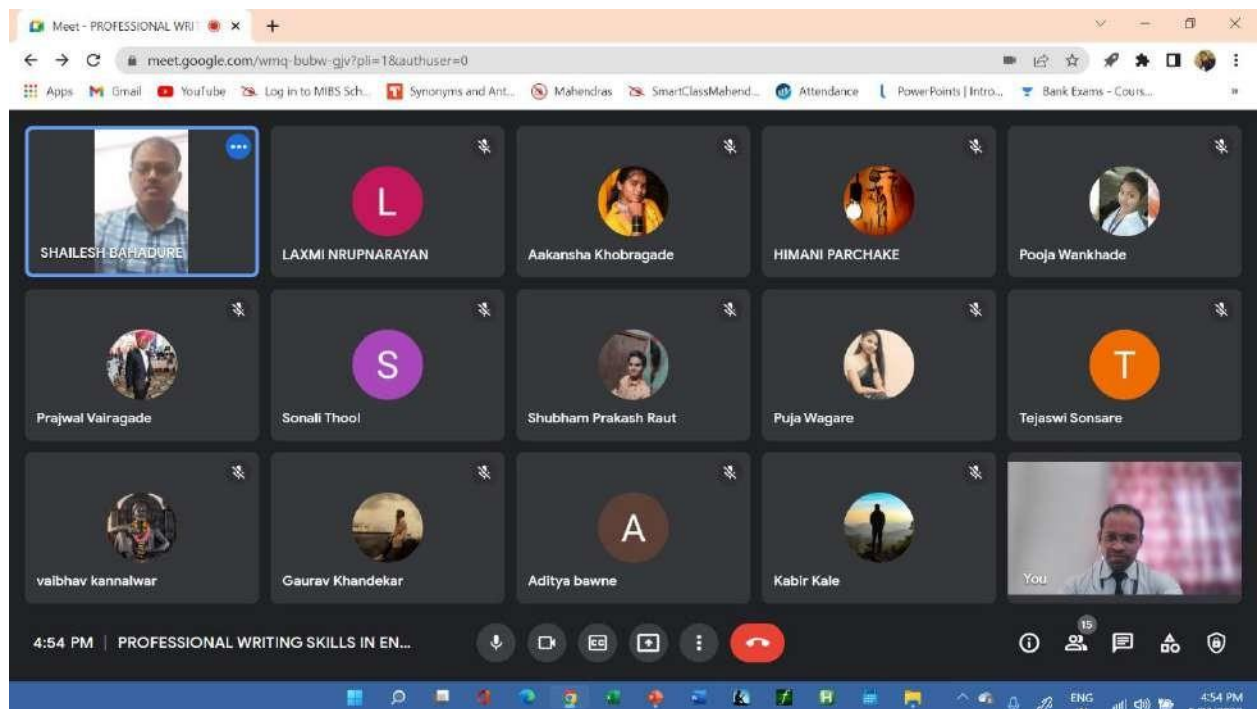 Meet - PROFESSIONAL WRI
meet.google.com/wmq-bubw-gjv?pli=1&authuser=0
Apps Gmail YouTube Log in to MIBS Sch... Synonyms and Ant... Mahendras SmartClassMahend... Attendance PowerPoints | Intro... Bank Exams - Cours... »
SHAILESH BAHADURE
L
LAXMI NRUPNARAYAN
Aakansha Khobragade
HIMANI PARCHAKE
Pooja Wankhade
Prajwal Vairagade
S
Sonali Thool
Shubham Prakash Raut
Puja Wagare
T
Tejaswi Sonsare
vaibhav kannalwar
Gaurav Khandekar
A
Aditya bawne
Kabir Kale
You
4:54 PM | PROFESSIONAL WRITING SKILLS IN EN...
CC
15
ENG
4:54 PM